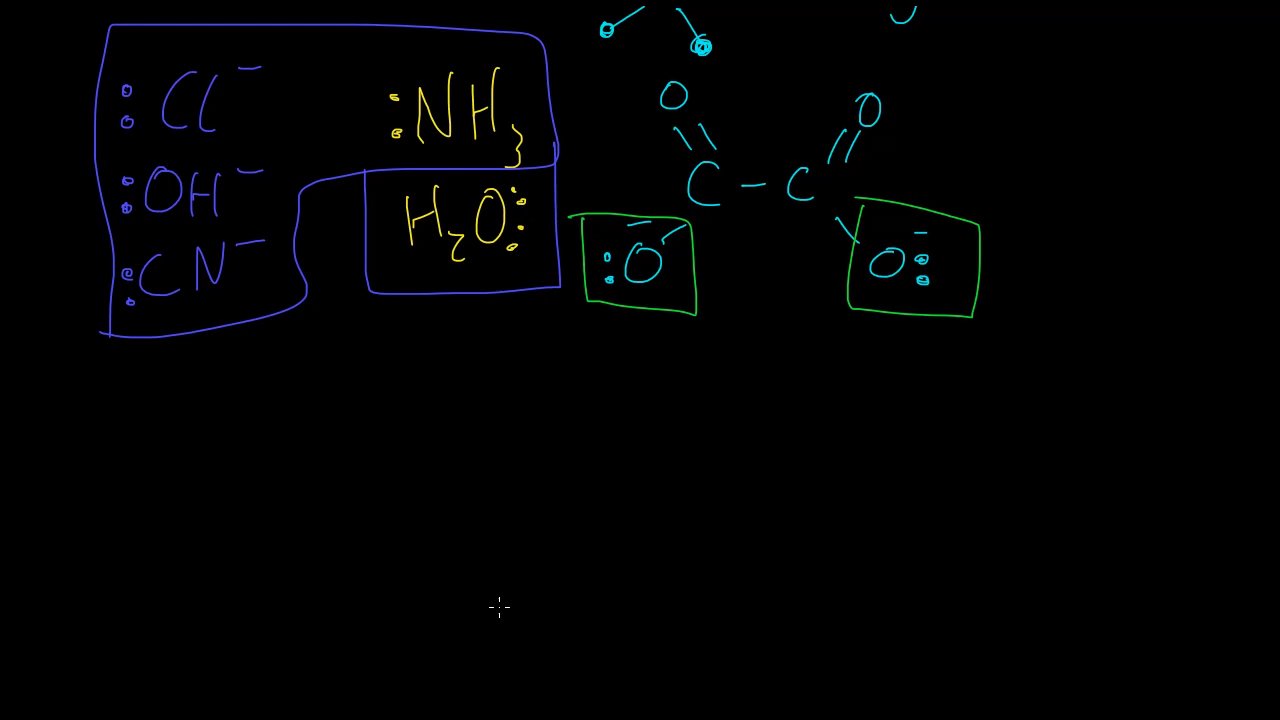 :Cl⁻ :NH₃
:OH⁻ H₂O:
:CN⁻
O O
C - C
:O⁻ O⁻: